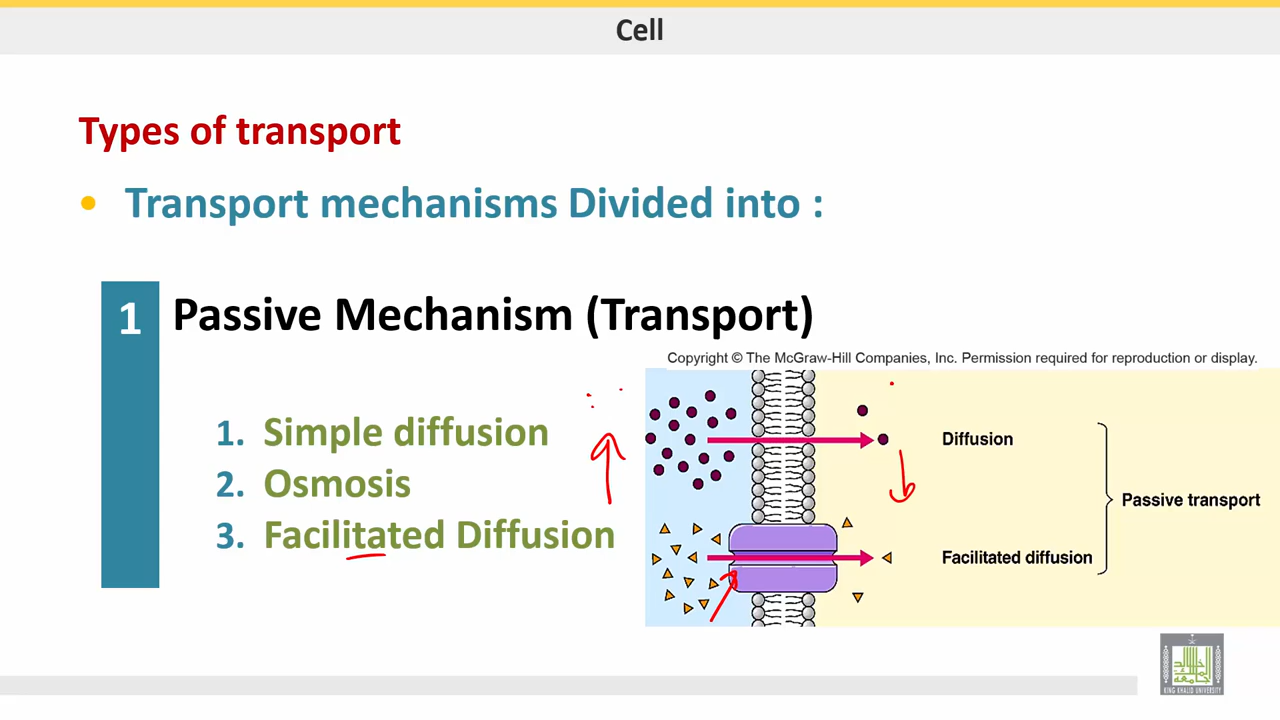 Cell
Types of transport
• Transport mechanisms Divided into :
1 Passive Mechanism (Transport)
Copyright © The McGraw-Hill Companies, Inc. Permission required for reproduction or display.
1. Simple diffusion
2. Osmosis
3. Facilitated Diffusion
Diffusion
Passive transport
Facilitated diffusion
KING KHALID UNIVERSITY